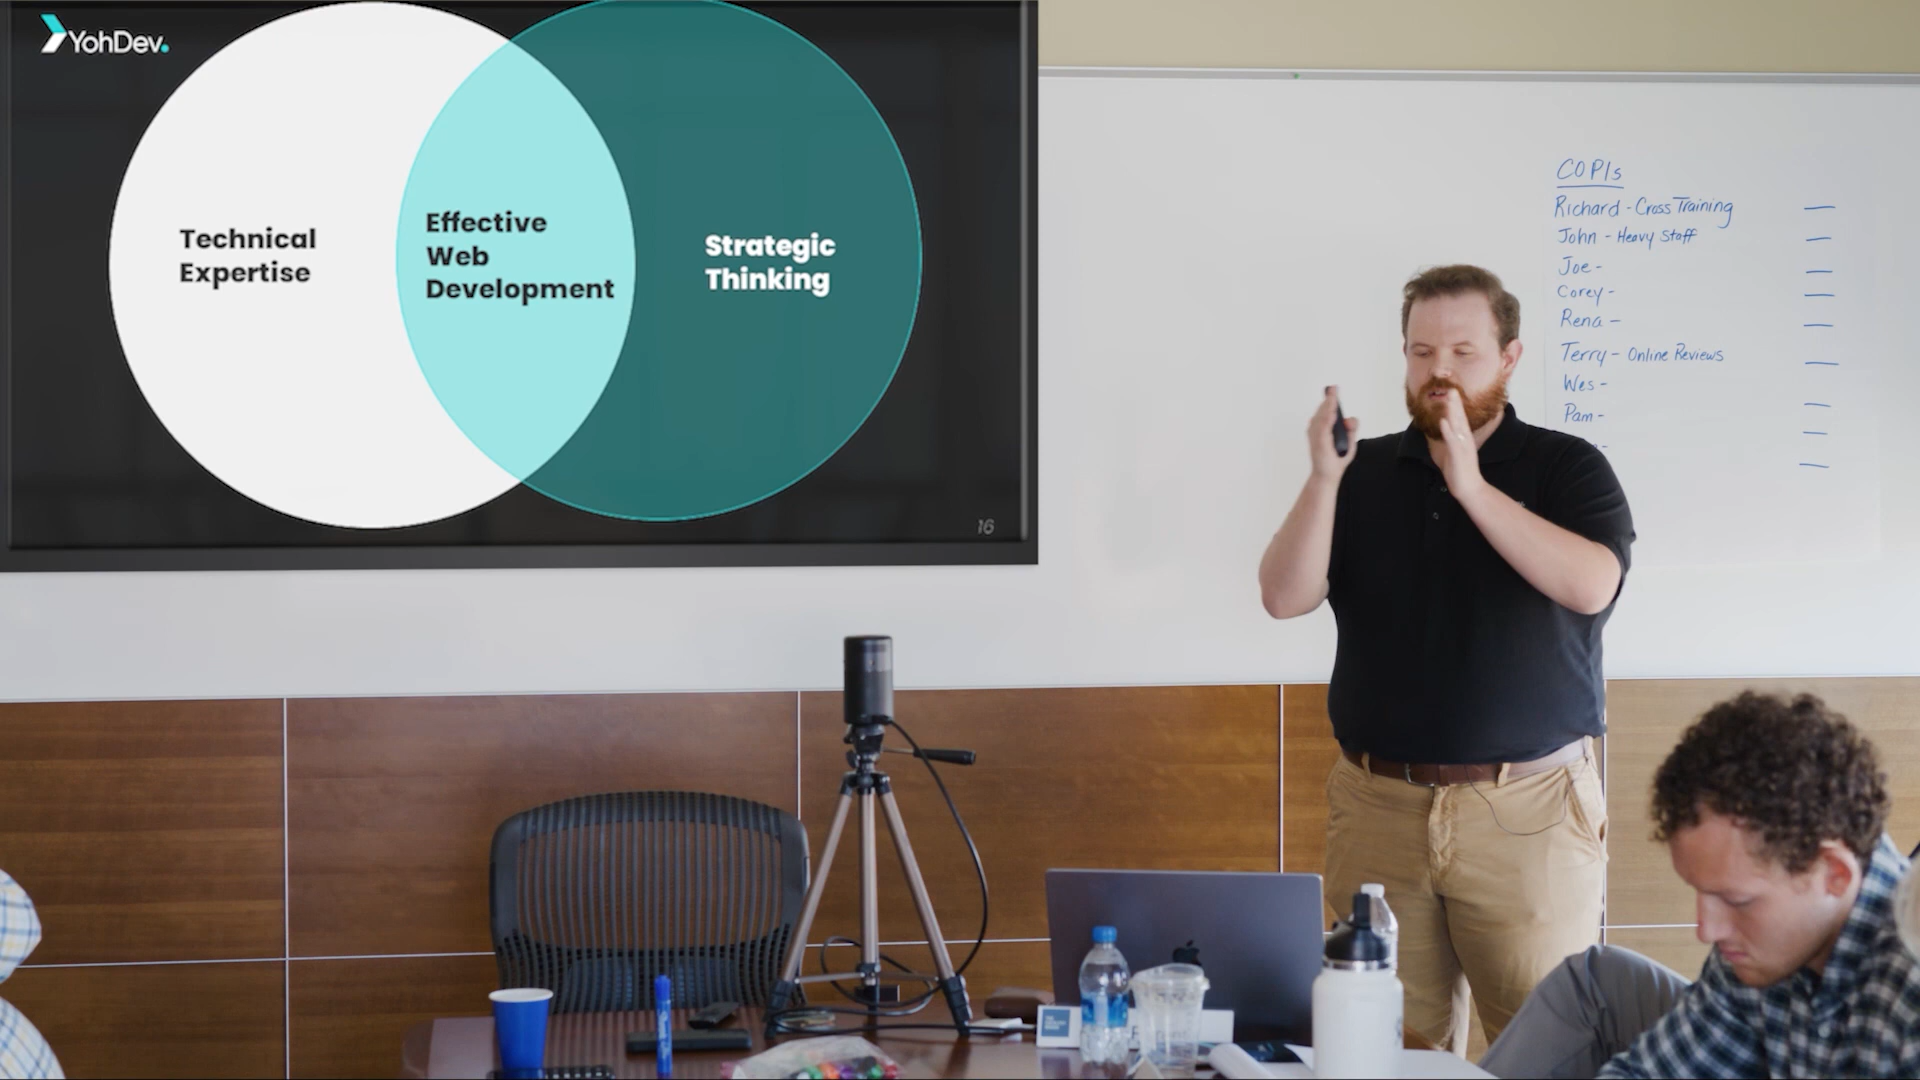 YohDev.
Technical
Expertise
Effective
Web
Development
Strategic
Thinking
16
COPIs
Richard - Cross Training
John - Heavy Staff
Joe -
Corey -
Rena -
Terry - Online Reviews
Wes -
Pam -